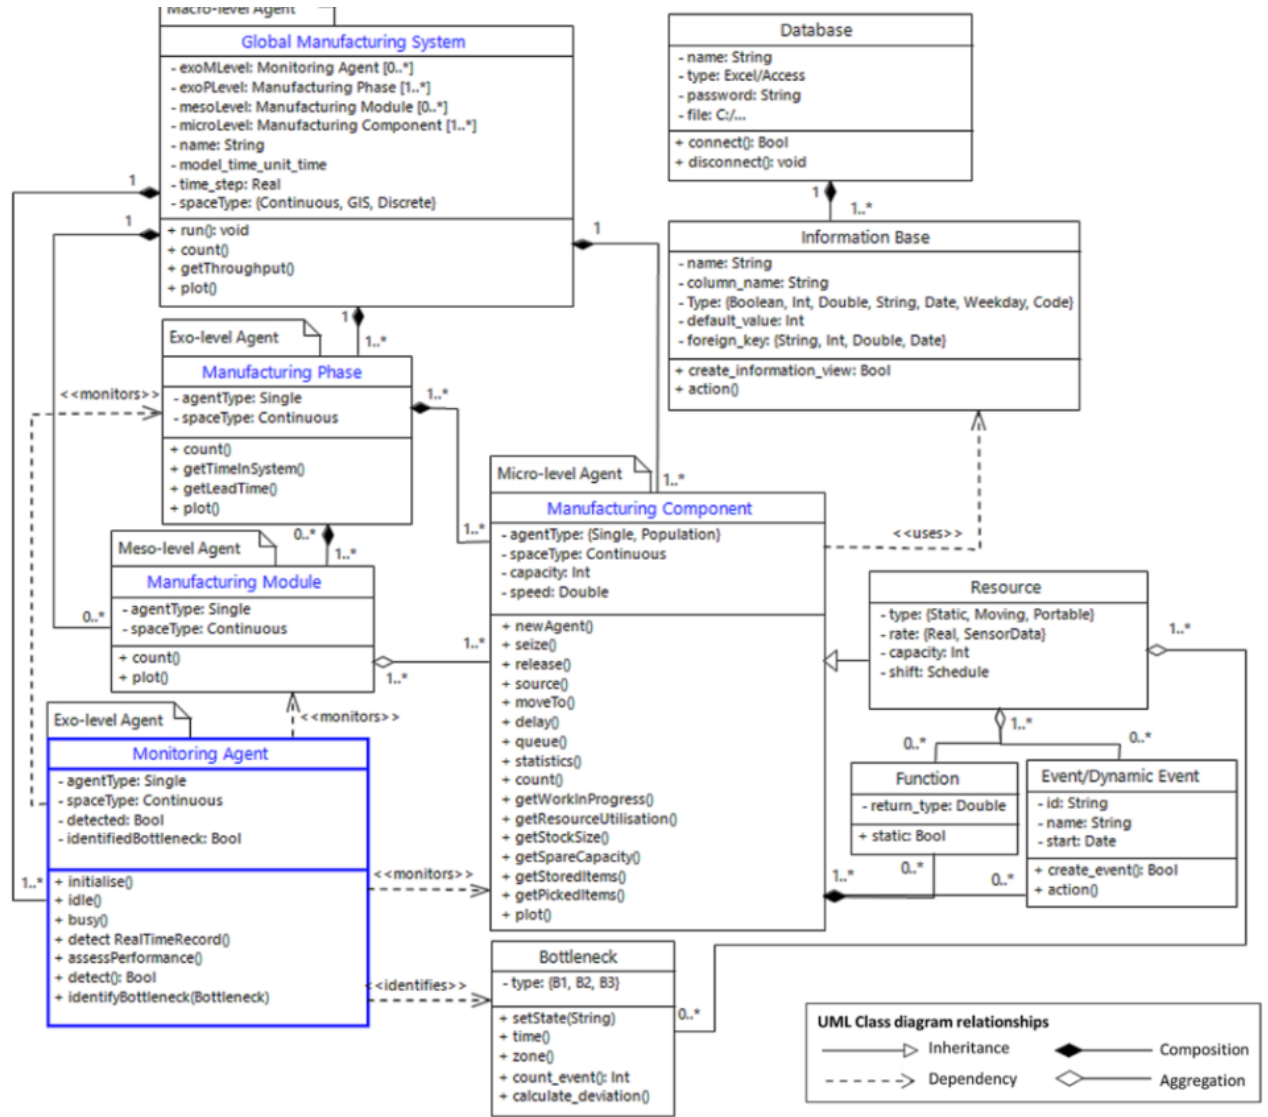 Macro-level Agent
Global Manufacturing System
- exoMLevel: Monitoring Agent [0..*]
- exoPLevel: Manufacturing Phase [1..*]
- mesoLevel: Manufacturing Module [0..*]
- microLevel: Manufacturing Component [1..*]
- name: String
- model_time_unit_time
- time_step: Real
- spaceType: {Continuous, GIS, Discrete}
+ run(): void
+ count()
+ getThroughput()
+ plot()
1
1
1
1
1..*
Database
- name: String
- type: Excel/Access
- password: String
- file: C:/...
+ connect(): Bool
+ disconnect(): void
1
1..*
Information Base
- name: String
- column_name: String
- Type: {Boolean, Int, Double, String, Date, Weekday, Code}
- default_value: Int
- foreign_key: {String, Int, Double, Date}
+ create_information_view: Bool
+ action()
Exo-level Agent
Manufacturing Phase
- agentType: Single
- spaceType: Continuous
+ count()
+ getTimeInSystem()
+ getLeadTime()
+ plot()
<<monitors>>
1..*
1..*
0..*
1..*
Meso-level Agent
Manufacturing Module
- agentType: Single
- spaceType: Continuous
+ count()
+ plot()
0..*
1..*
1..*
<<monitors>>
Micro-level Agent
1..*
Manufacturing Component
- agentType: {Single, Population}
- spaceType: Continuous
- capacity: Int
- speed: Double
+ newAgent()
+ seize()
+ release()
+ source()
+ moveTo()
+ delay()
+ queue()
+ statistics()
+ count()
+ getWorkInProgress()
+ getResourceUtilisation()
+ getStockSize()
+ getSpareCapacity()
+ getStoredItems()
+ getPickedItems()
+ plot()
<<uses>>
Resource
- type: {Static, Moving, Portable}
- rate: {Real, SensorData}
- capacity: Int
- shift: Schedule
1..*
1..*
0..*
0..*
Function
- return_type: Double
+ static: Bool
Event/Dynamic Event
- id: String
- name: String
- start: Date
+ create_event(): Bool
+ action()
1..*
0..*
0..*
Exo-level Agent
Monitoring Agent
- agentType: Single
- spaceType: Continuous
- detected: Bool
- identifiedBottleneck: Bool
+ initialise()
+ idle()
+ busy()
+ detect RealTimeRecord()
+ assessPerformance()
+ detect(): Bool
+ identifyBottleneck(Bottleneck)
1..*
<<monitors>>
<<identifies>>
Bottleneck
- type: {B1, B2, B3}
+ setState(String)
+ time()
+ zone()
+ count_event(): Int
+ calculate_deviation()
0..*
UML Class diagram relationships
Inheritance
Composition
Dependency
Aggregation